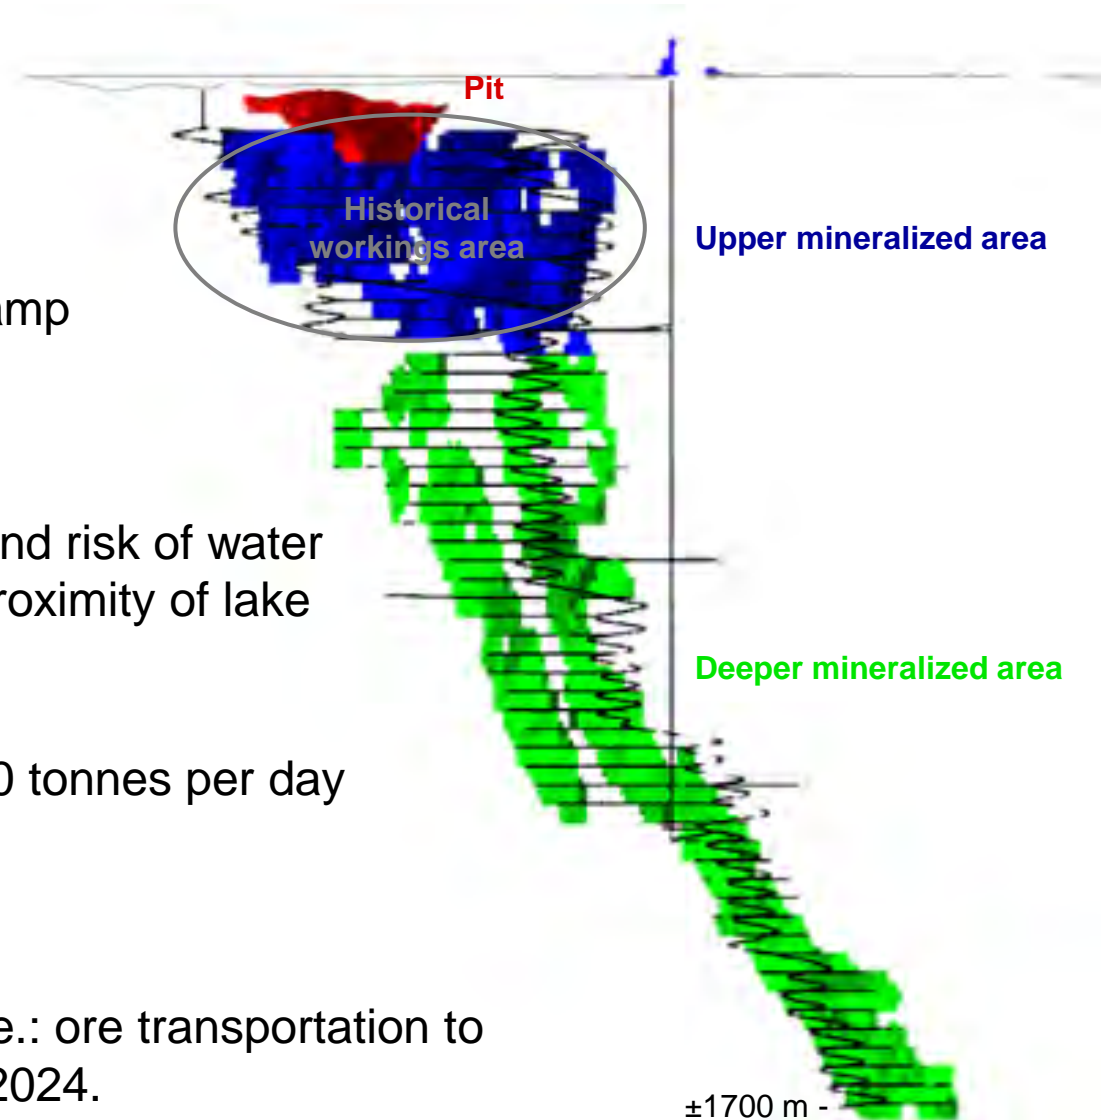 Pit
Historical
workings area
Upper mineralized area
amp
nd risk of water
roximity of lake
Deeper mineralized area
0 tonnes per day
e.: ore transportation to
2024.
±1700 m -